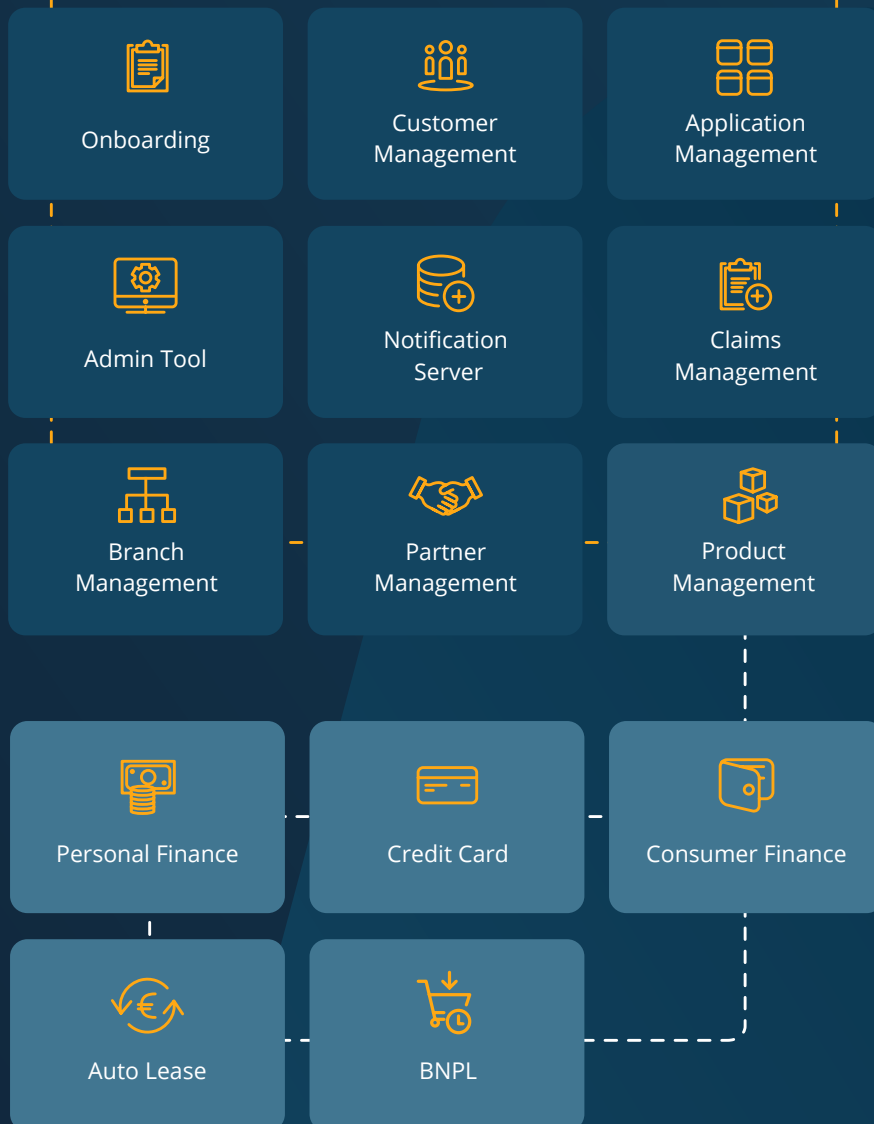 Onboarding
Customer
Management
Application
Management
Admin Tool
Notification
Server
Claims
Management
Branch
Management
Partner
Management
Product
Management
Personal Finance
Credit Card
Consumer Finance
Auto Lease
BNPL